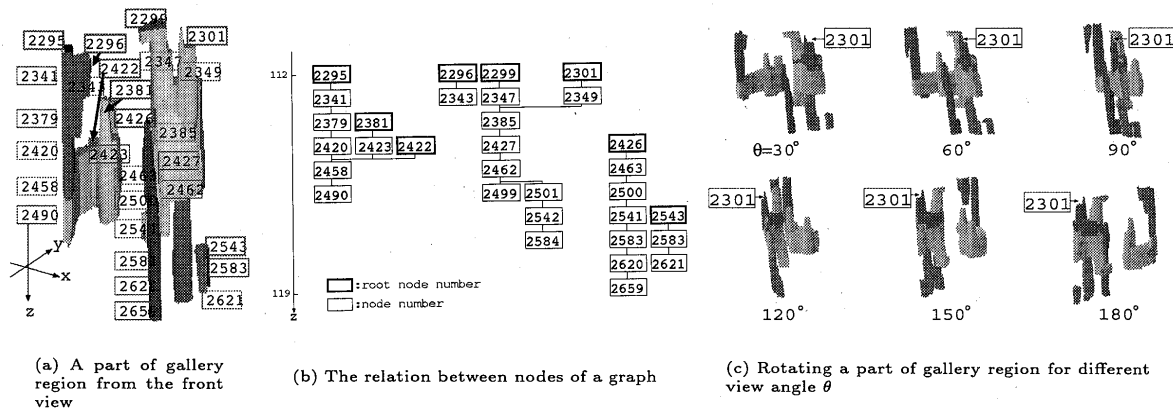 2299
2295
2296
2301
2341
2422
2347
2349
2381
2379
2426
2385
2420
2423
2427
2458
2462
2490
2543
2583
2621
y
x
z
(a) A part of gallery
region from the front
view
112
2295 2296 2299 2301
2341 2343 2347 2349
2379 2381 2385
2420 2423 2422 2427 2426
2458 2462 2463
2490 2499 2501 2500
2542 2541 2543
2584 2583 2583
2620 2621
2659
119
z
:root node number
:node number
(b) The relation between nodes of a graph
2301 2301 2301
θ=30° 60° 90°
2301 2301 2301
120° 150° 180°
(c) Rotating a part of gallery region for different
view angle θ